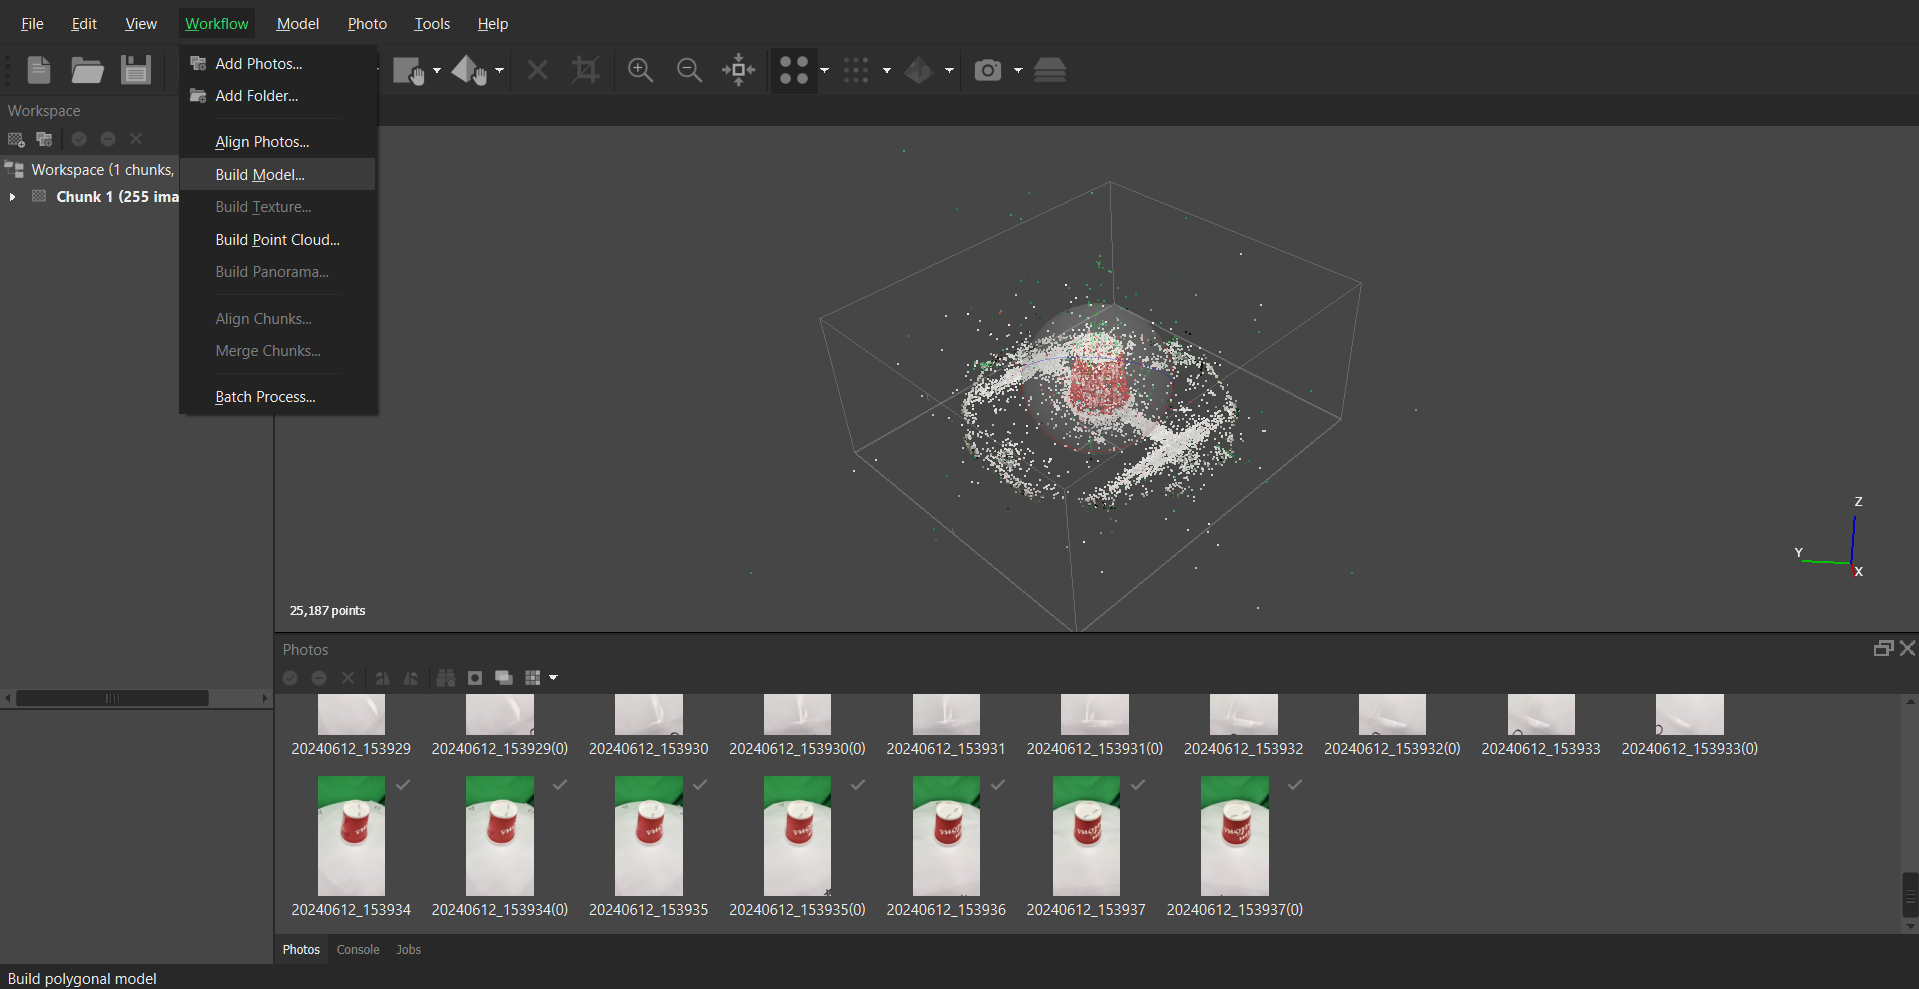 File Edit View Workflow Model Photo Tools Help
Add Photos...
Add Folder...
Align Photos...
Build Model...
Build Texture...
Build Point Cloud...
Build Panorama...
Align Chunks...
Merge Chunks...
Batch Process...
Workspace
Workspace (1 chunks,
Chunk 1 (255 ima
Z
Y
X
25,187 points
Photos
20240612_153929 20240612_153929(0) 20240612_153930 20240612_153930(0) 20240612_153931 20240612_153931(0) 20240612_153932 20240612_153932(0) 20240612_153933 20240612_153933(0)
20240612_153934 20240612_153934(0) 20240612_153935 20240612_153935(0) 20240612_153936 20240612_153937 20240612_153937(0)
Photos Console Jobs
Build polygonal model